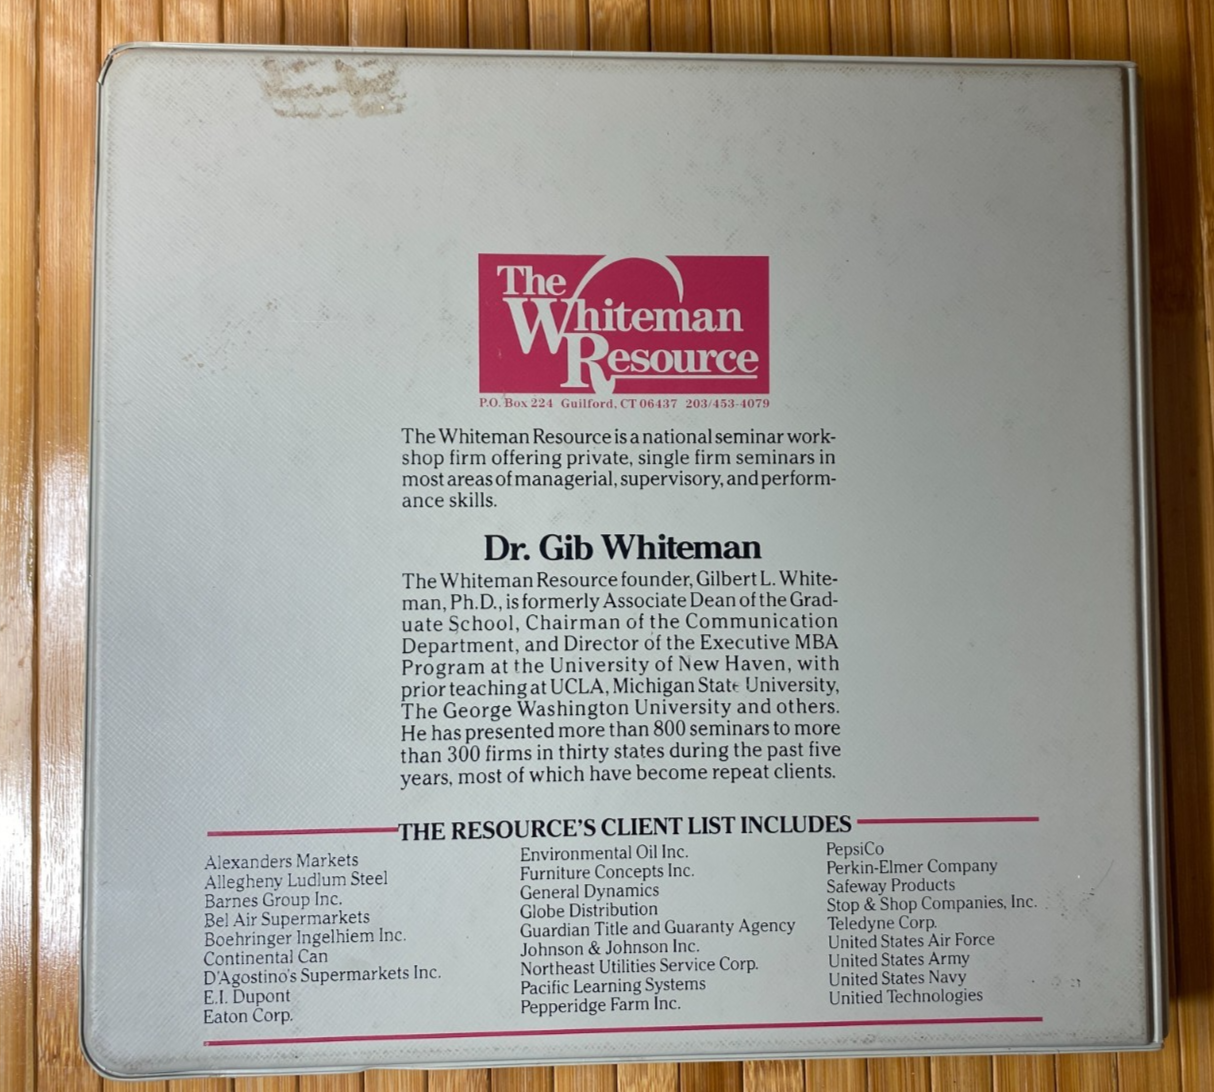 The
Whiteman
Resource
P.O. Box 224 Guilford, CT 06437 203/453-4079
The Whiteman Resource is a national seminar work-
shop firm offering private, single firm seminars in
most areas of managerial, supervisory, and perform-
ance skills.
Dr. Gib Whiteman
The Whiteman Resource founder, Gilbert L. White-
man, Ph.D., is formerly Associate Dean of the Grad-
uate School, Chairman of the Communication
Department, and Director of the Executive MBA
Program at the University of New Haven, with
prior teaching at UCLA, Michigan State University,
The George Washington University and others.
He has presented more than 800 seminars to more
than 300 firms in thirty states during the past five
years, most of which have become repeat clients.
THE RESOURCE'S CLIENT LIST INCLUDES
Alexanders Markets
Allegheny Ludlum Steel
Barnes Group Inc.
Bel Air Supermarkets
Boehringer Ingelhiem Inc.
Continental Can
D'Agostino's Supermarkets Inc.
E.I. Dupont
Eaton Corp.
Environmental Oil Inc.
Furniture Concepts Inc.
General Dynamics
Globe Distribution
Guardian Title and Guaranty Agency
Johnson & Johnson Inc.
Northeast Utilities Service Corp.
Pacific Learning Systems
Pepperidge Farm Inc.
PepsiCo
Perkin-Elmer Company
Safeway Products
Stop & Shop Companies, Inc.
Teledyne Corp.
United States Air Force
United States Army
United States Navy
Unitied Technologies